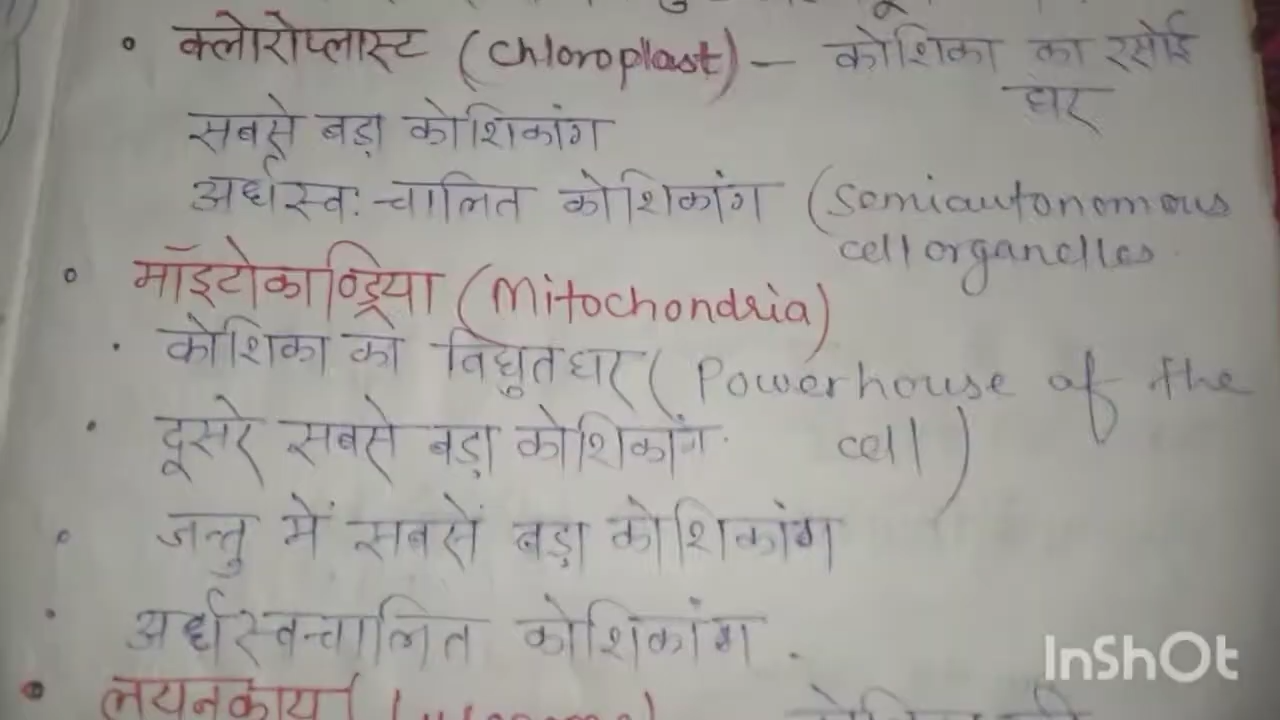 • क्लोरोप्लास्ट (Chloroplast) – कोशिका का रसोई
घर
सबसे बड़ा कोशिकांग
अर्धस्व: चालित कोशिकांग (Semiautonomous
cell organelles.
• मॉइटोकाण्ड्रिया (Mitochondria)
• कोशिका को विधुतघर (Powerhouse of the
cell)
• दूसरे सबसे बड़ा कोशिकांग.
• जन्तु में सबसें बड़ा कोशिकांग
• अर्धस्वचालित कोशिकांग.
• लयनकाय (
InShOt